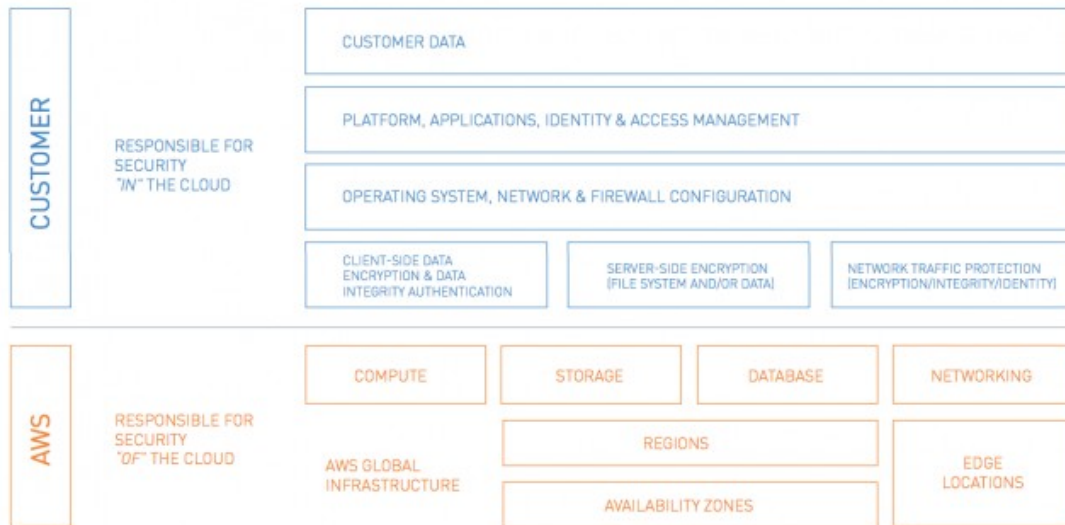 CUSTOMER
RESPONSIBLE FOR
SECURITY
"IN" THE CLOUD
CUSTOMER DATA
PLATFORM, APPLICATIONS, IDENTITY & ACCESS MANAGEMENT
OPERATING SYSTEM, NETWORK & FIREWALL CONFIGURATION
CLIENT-SIDE DATA
ENCRYPTION & DATA
INTEGRITY AUTHENTICATION
SERVER-SIDE ENCRYPTION
(FILE SYSTEM AND/OR DATA)
NETWORK TRAFFIC PROTECTION
(ENCRYPTION/INTEGRITY/IDENTITY)
AWS
RESPONSIBLE FOR
SECURITY
"OF" THE CLOUD
COMPUTE
STORAGE
DATABASE
NETWORKING
AWS GLOBAL
INFRASTRUCTURE
REGIONS
AVAILABILITY ZONES
EDGE
LOCATIONS